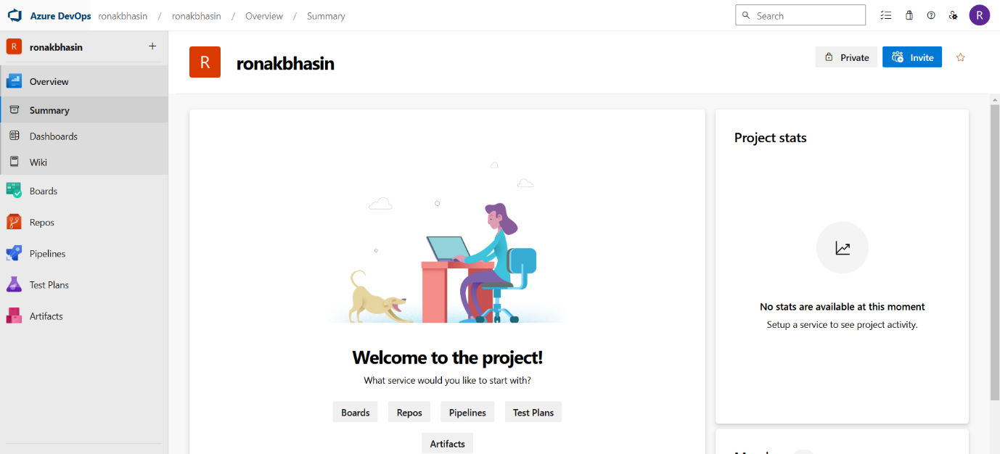 Azure DevOps ronakbhasin / ronakbhasin / Overview / Summary Search R
R ronakbhasin +
Overview
Summary
Dashboards
Wiki
Boards
Repos
Pipelines
Test Plans
Artifacts
R ronakbhasin Private Invite
Welcome to the project!
What service would you like to start with?
Boards Repos Pipelines Test Plans
Artifacts
Project stats
No stats are available at this moment
Setup a service to see project activity.